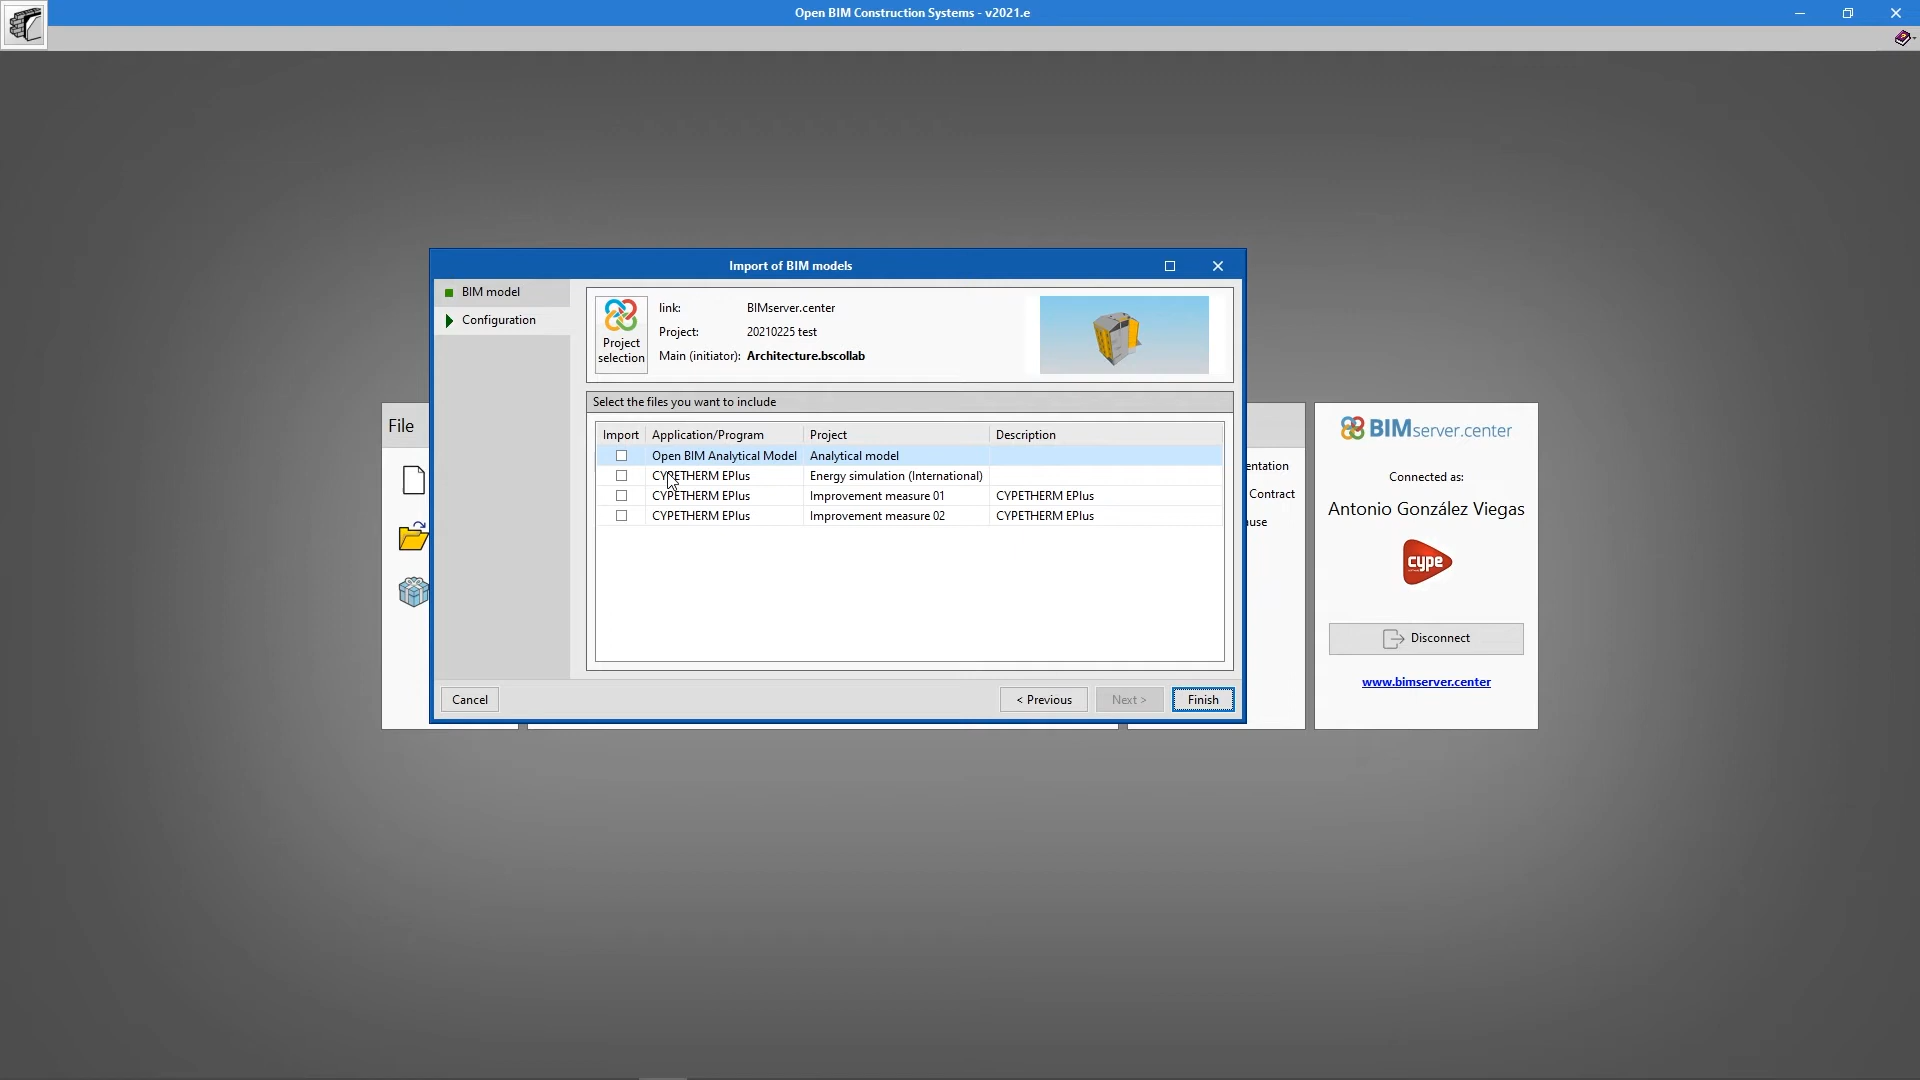 Open BIM Construction Systems - v2021.e
Import of BIM models
BIM model
Configuration
Project selection
link: BIMserver.center
Project: 20210225 test
Main (initiator): Architecture.bscollab
Select the files you want to include
Import Application/Program Project Description
Open BIM Analytical Model Analytical model
CYPETHERM EPlus Energy simulation (International)
CYPETHERM EPlus Improvement measure 01 CYPETHERM EPlus
CYPETHERM EPlus Improvement measure 02 CYPETHERM EPlus
Cancel
< Previous
Next >
Finish
File
entation
Contract
use
BIMserver.center
Connected as:
Antonio González Viegas
cype
Disconnect
www.bimserver.center